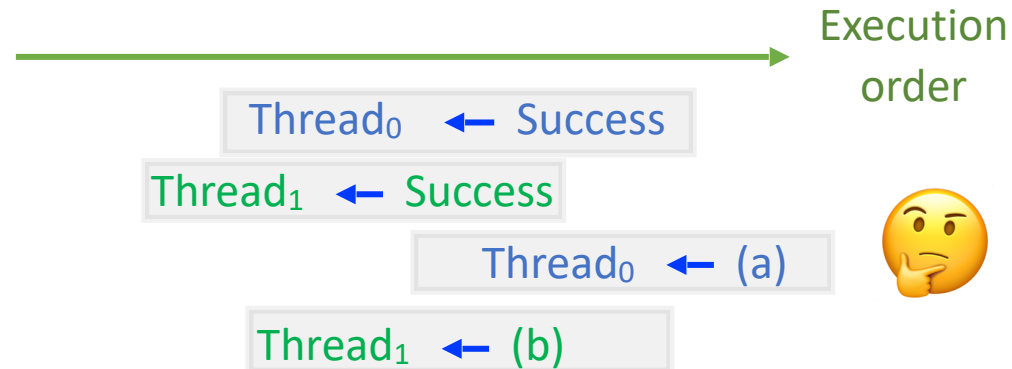 Execution
order
Thread₀ ← Success
Thread₁ ← Success
Thread₀ ← (a)
Thread₁ ← (b)